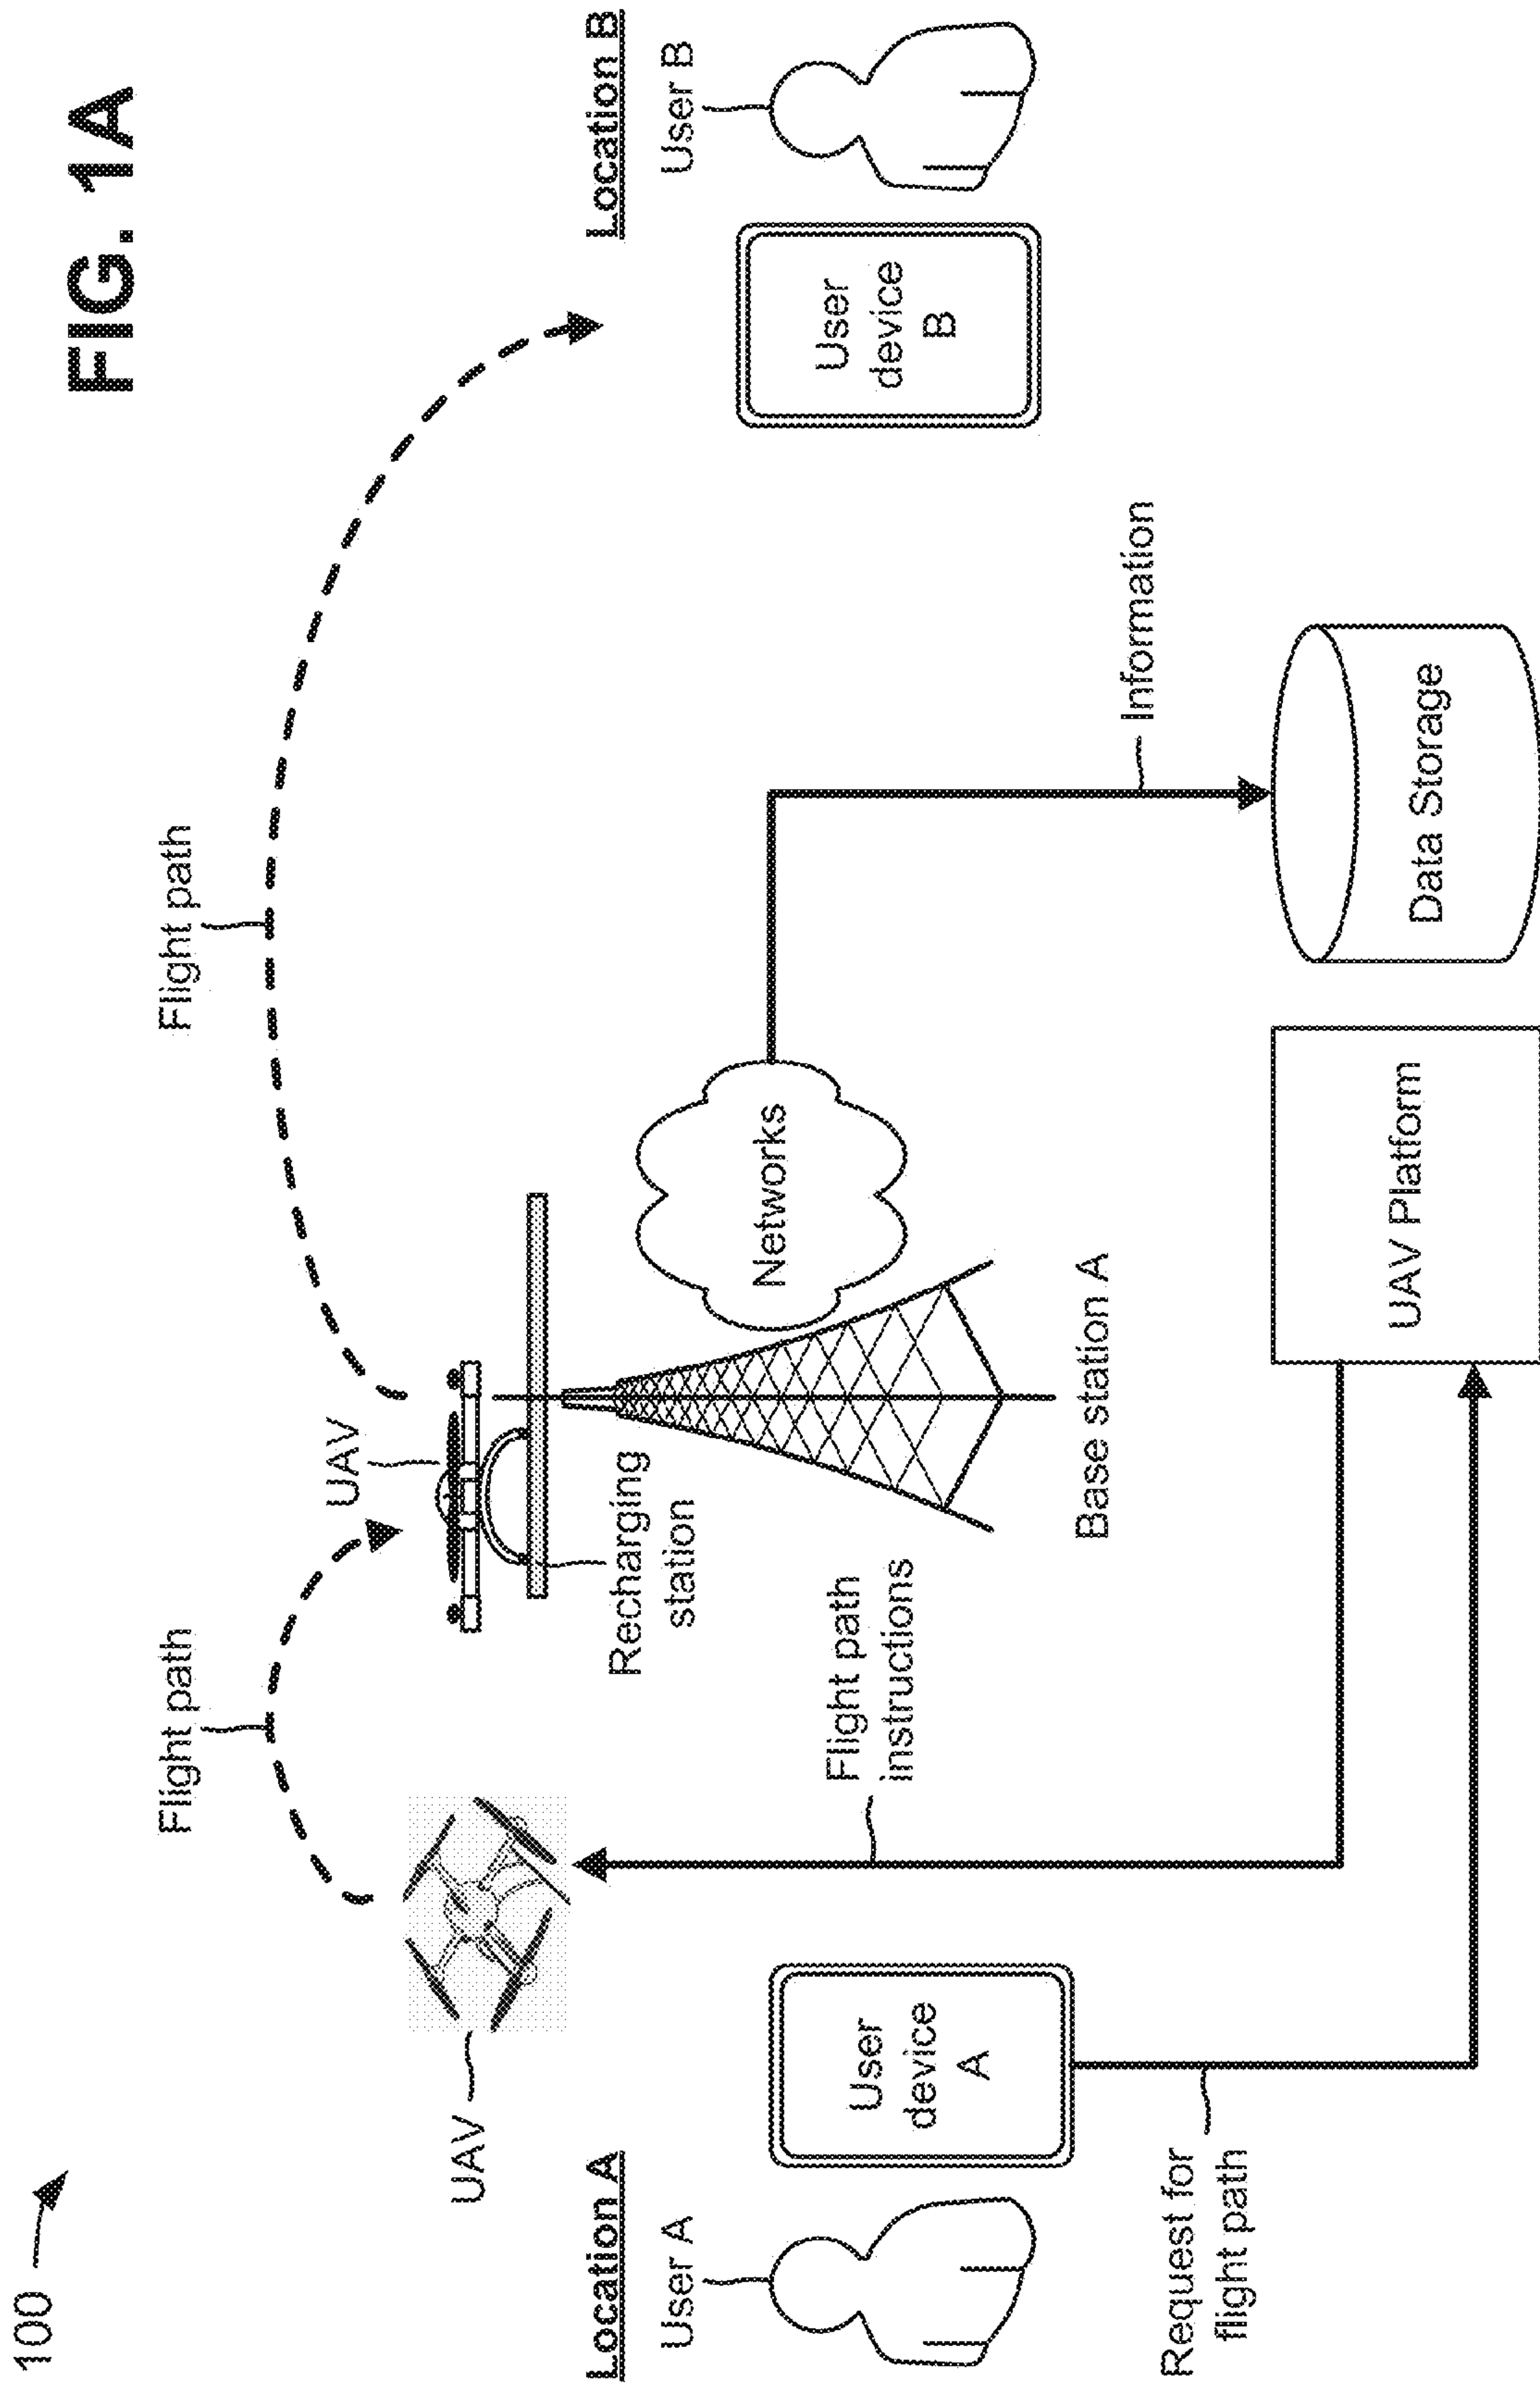 100
FIG. 1A
Flight path
Flight path
UAV
UAV
Recharging
station
Location A
User A
User
device
A
Flight path
instructions
Networks
Base station A
Location B
User B
User
device
B
Information
Request for
flight path
UAV Platform
Data Storage